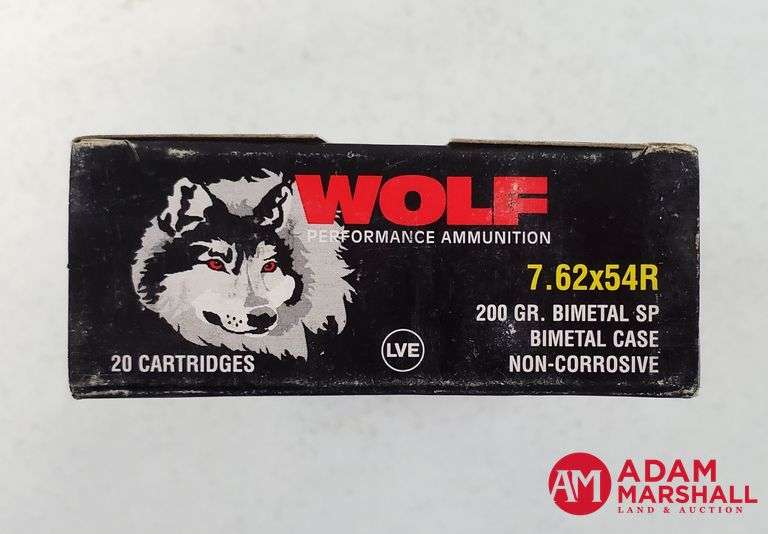 WOLF
PERFORMANCE AMMUNITION
7.62x54R
200 GR. BIMETAL SP
BIMETAL CASE
NON-CORROSIVE
20 CARTRIDGES
LVE
AM
ADAM
MARSHALL
LAND & AUCTION